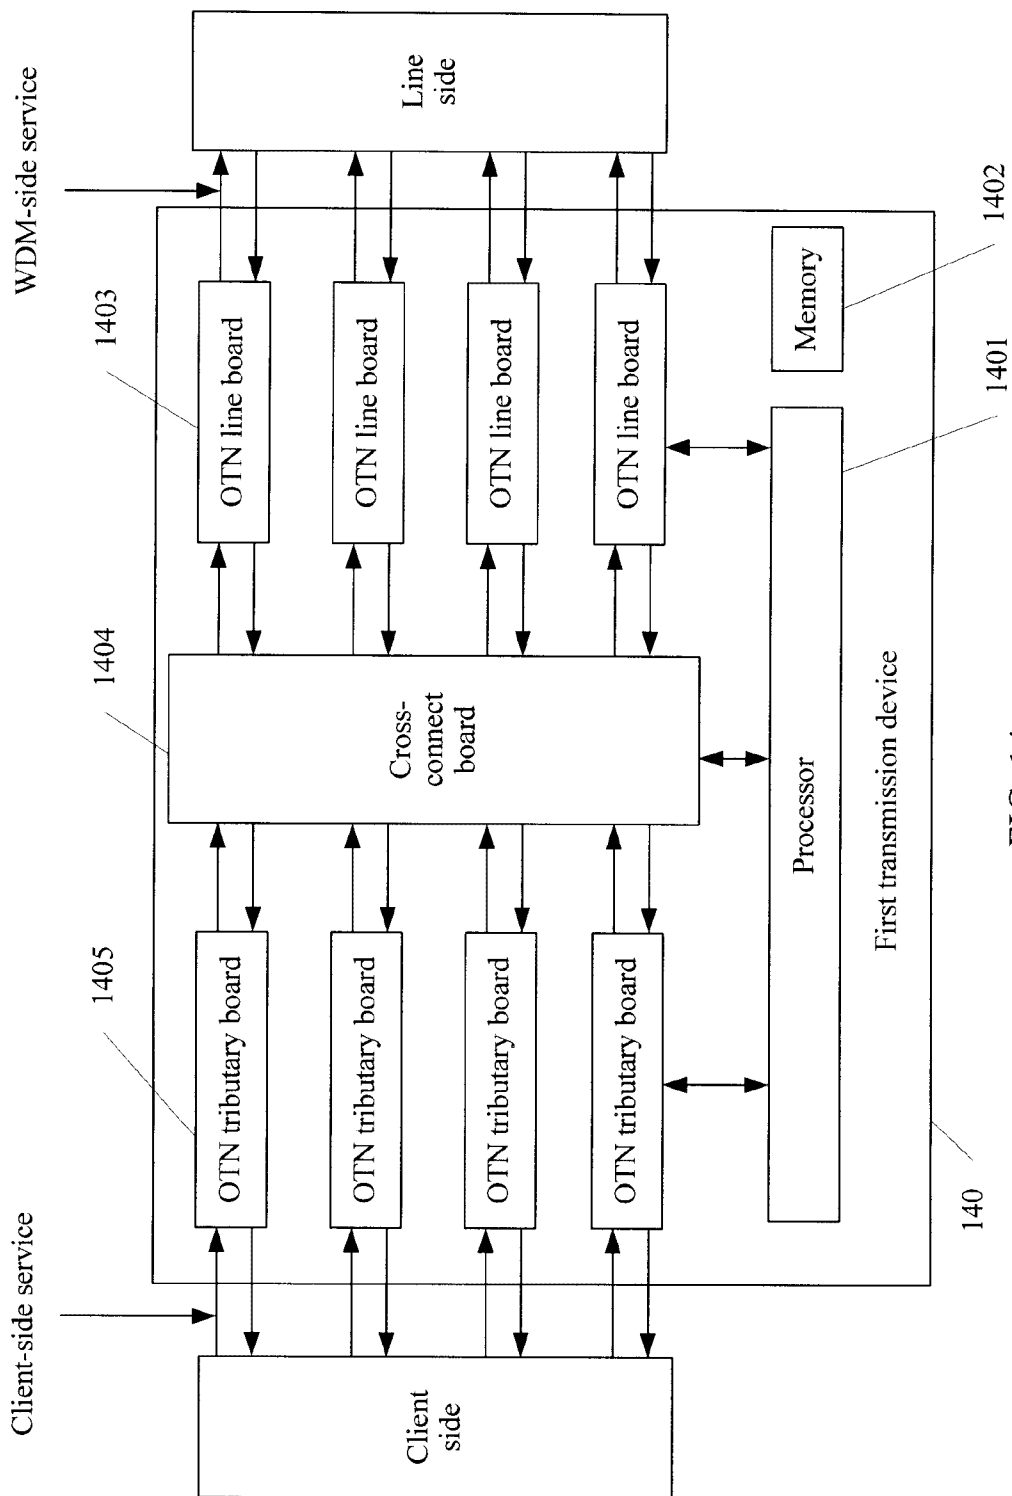 Client-side service
WDM-side service
1405
1404
1403
Client
side
OTN tributary board
OTN tributary board
OTN tributary board
OTN tributary board
Cross-
connect
board
OTN line board
OTN line board
OTN line board
OTN line board
Line
side
Processor
Memory
First transmission device
140
1401
1402